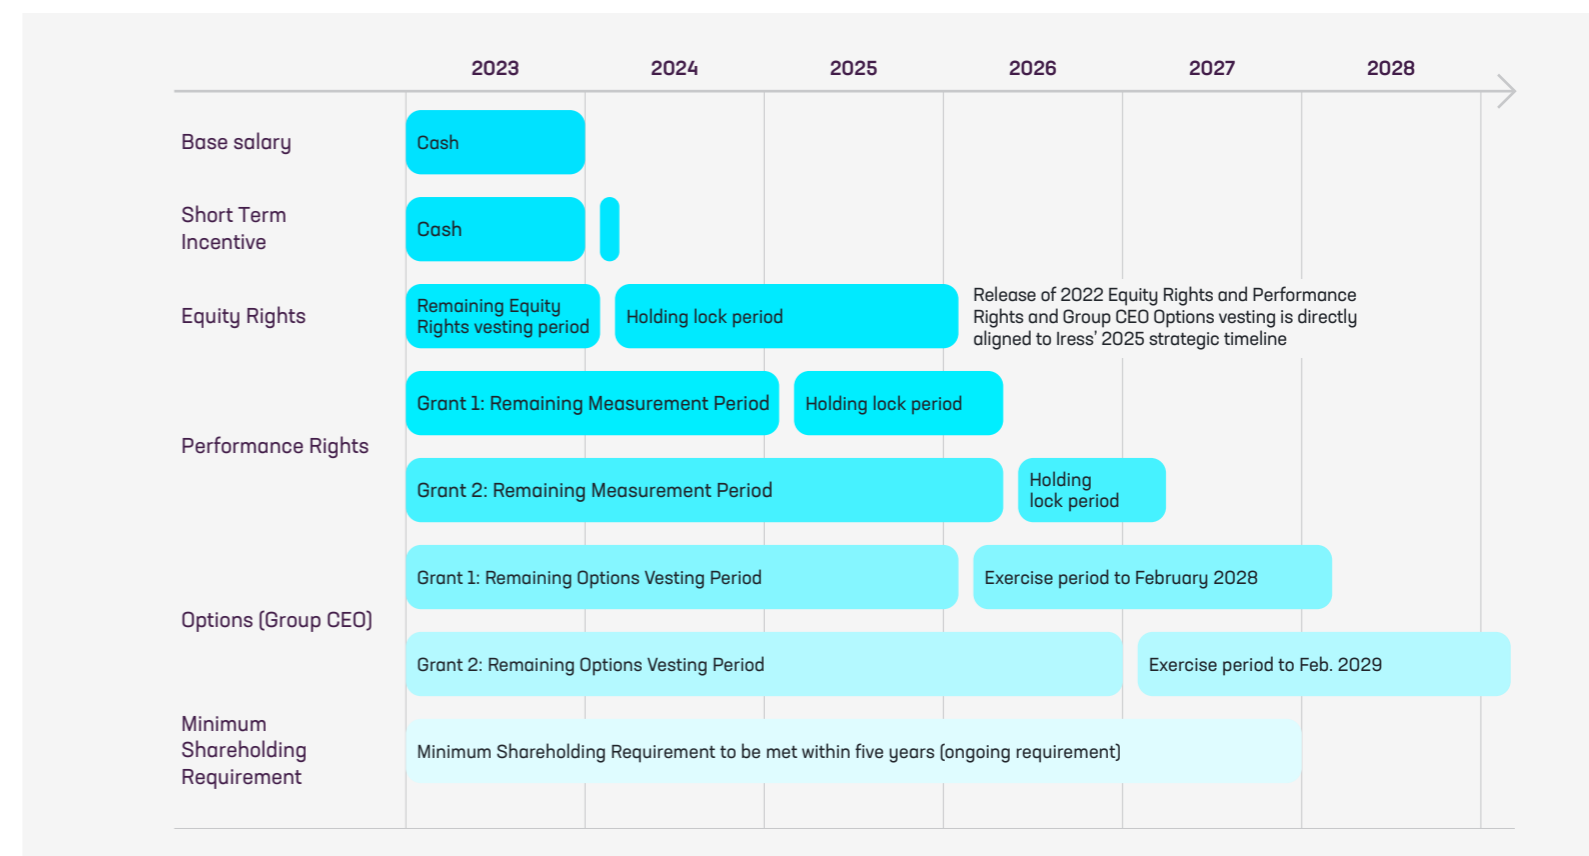 2023 2024 2025 2026 2027 2028
Base salary
Cash
Short Term
Incentive
Cash
Equity Rights
Remaining Equity
Rights vesting period
Holding lock period
Release of 2022 Equity Rights and Performance
Rights and Group CEO Options vesting is directly
aligned to Iress’ 2025 strategic timeline
Performance Rights
Grant 1: Remaining Measurement Period
Holding lock period
Grant 2: Remaining Measurement Period
Holding
lock period
Options (Group CEO)
Grant 1: Remaining Options Vesting Period
Exercise period to February 2028
Grant 2: Remaining Options Vesting Period
Exercise period to Feb. 2029
Minimum
Shareholding
Requirement
Minimum Shareholding Requirement to be met within five years (ongoing requirement)